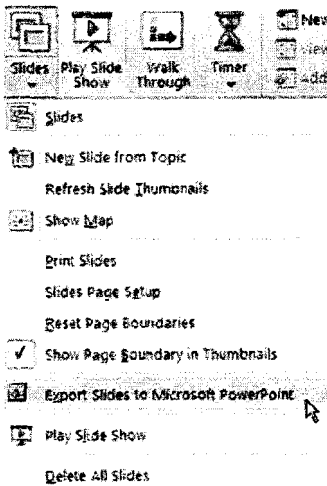 New
View
Add
Slides Play Slide Show Walk Through Timer
Slides
New Slide from Topic
Refresh Slide Thumbnails
Show Map
Print Slides
Slides Page Setup
Reset Page Boundaries
Show Page Boundary in Thumbnails
Export Slides to Microsoft PowerPoint
Play Slide Show
Delete All Slides